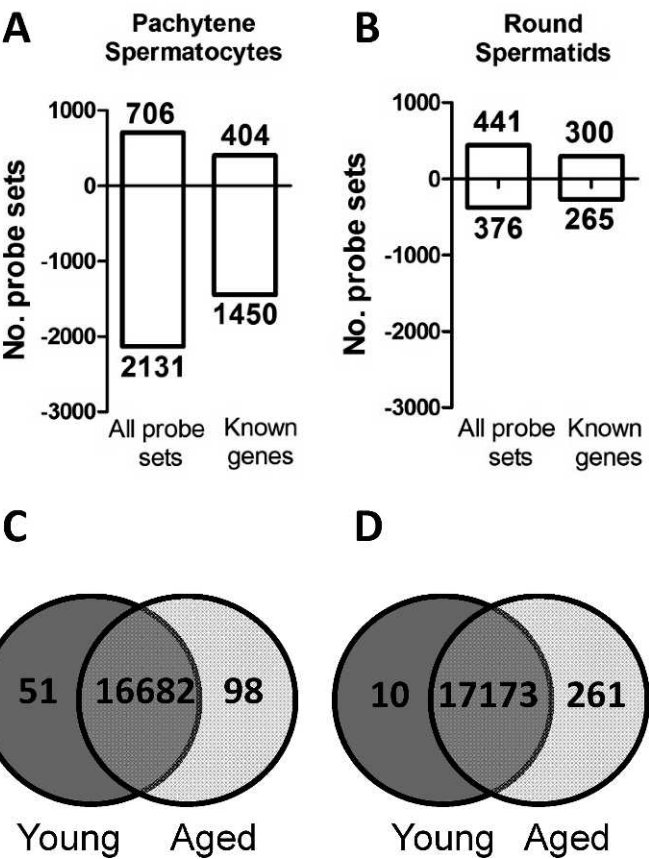 A
Pachytene
Spermatocytes
No. probe sets
1000
0
-1000
-2000
-3000
706
404
2131
1450
All probe
sets
Known
genes
B
Round
Spermatids
No. probe sets
1000
0
-1000
-2000
-3000
441
300
376
265
All probe
sets
Known
genes
C
51
16682
98
Young
Aged
D
10
17173
261
Young
Aged